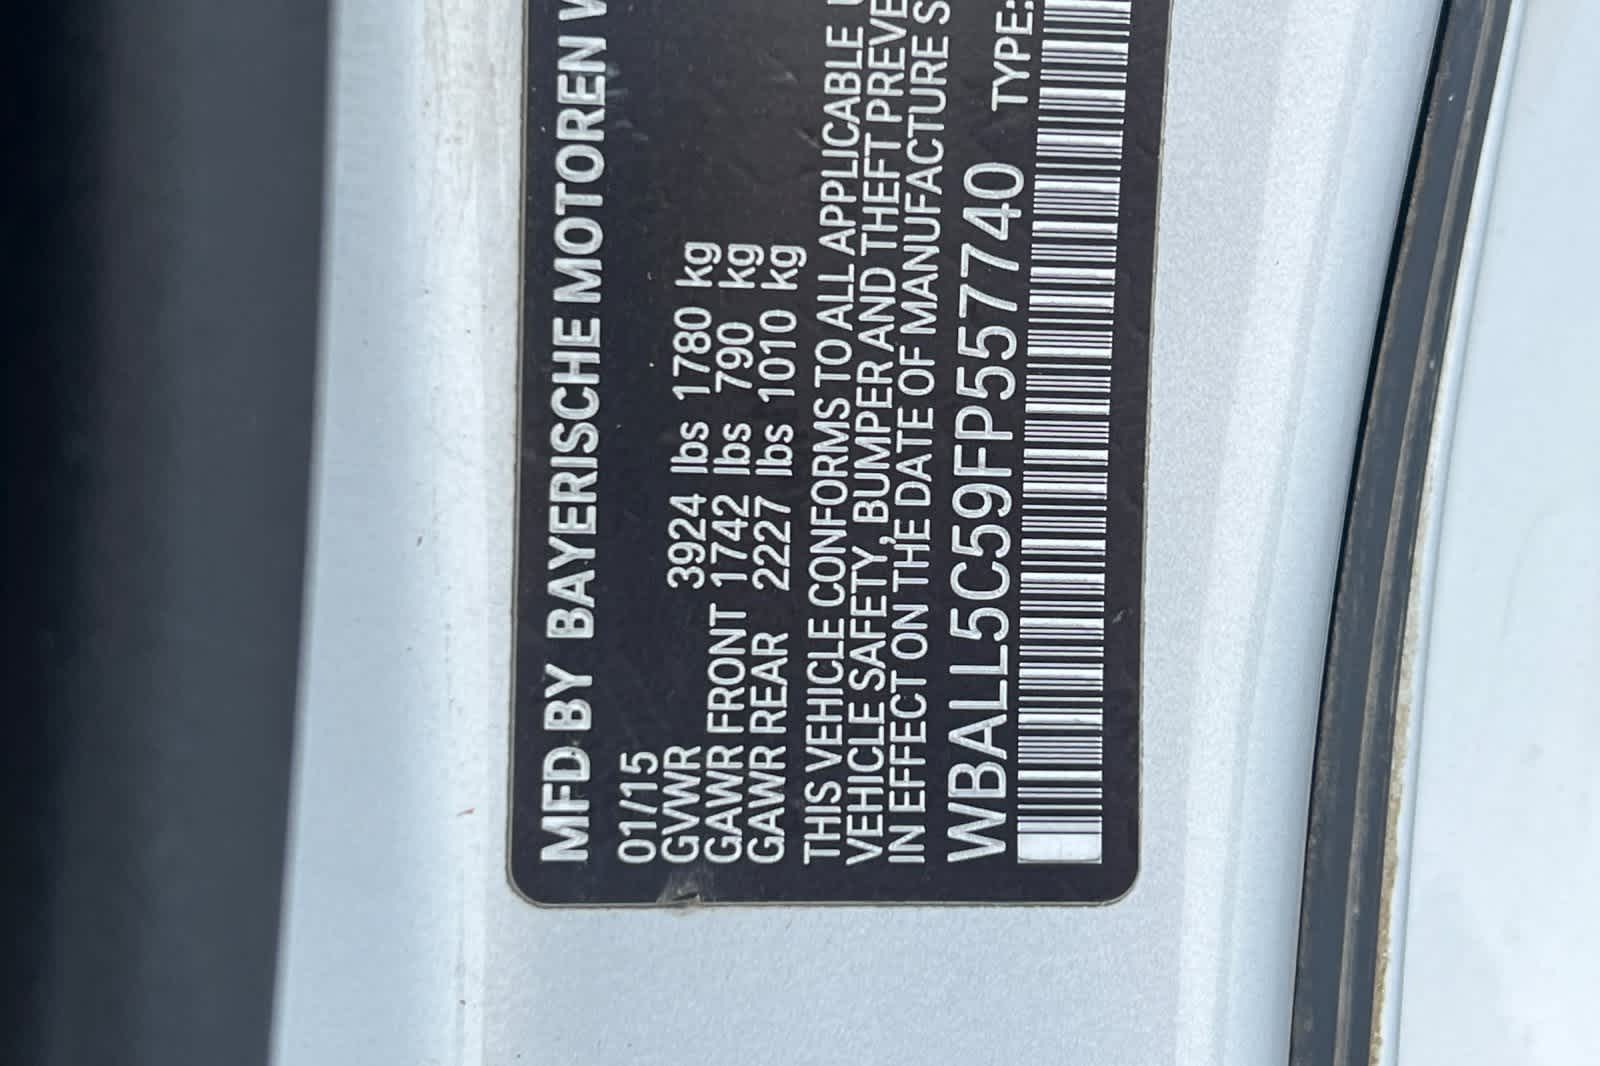 MFD BY BAYERISCHE MOTOREN
01/15
GVWR 3924 lbs 1780 kg
GAWR FRONT 1742 lbs 790 kg
GAWR REAR 2227 lbs 1010 kg
THIS VEHICLE CONFORMS TO ALL APPLICABLE
VEHICLE SAFETY, BUMPER AND THEFT PREVE
IN EFFECT ON THE DATE OF MANUFACTURE S
WBALL5C59FP557740 TYPE: